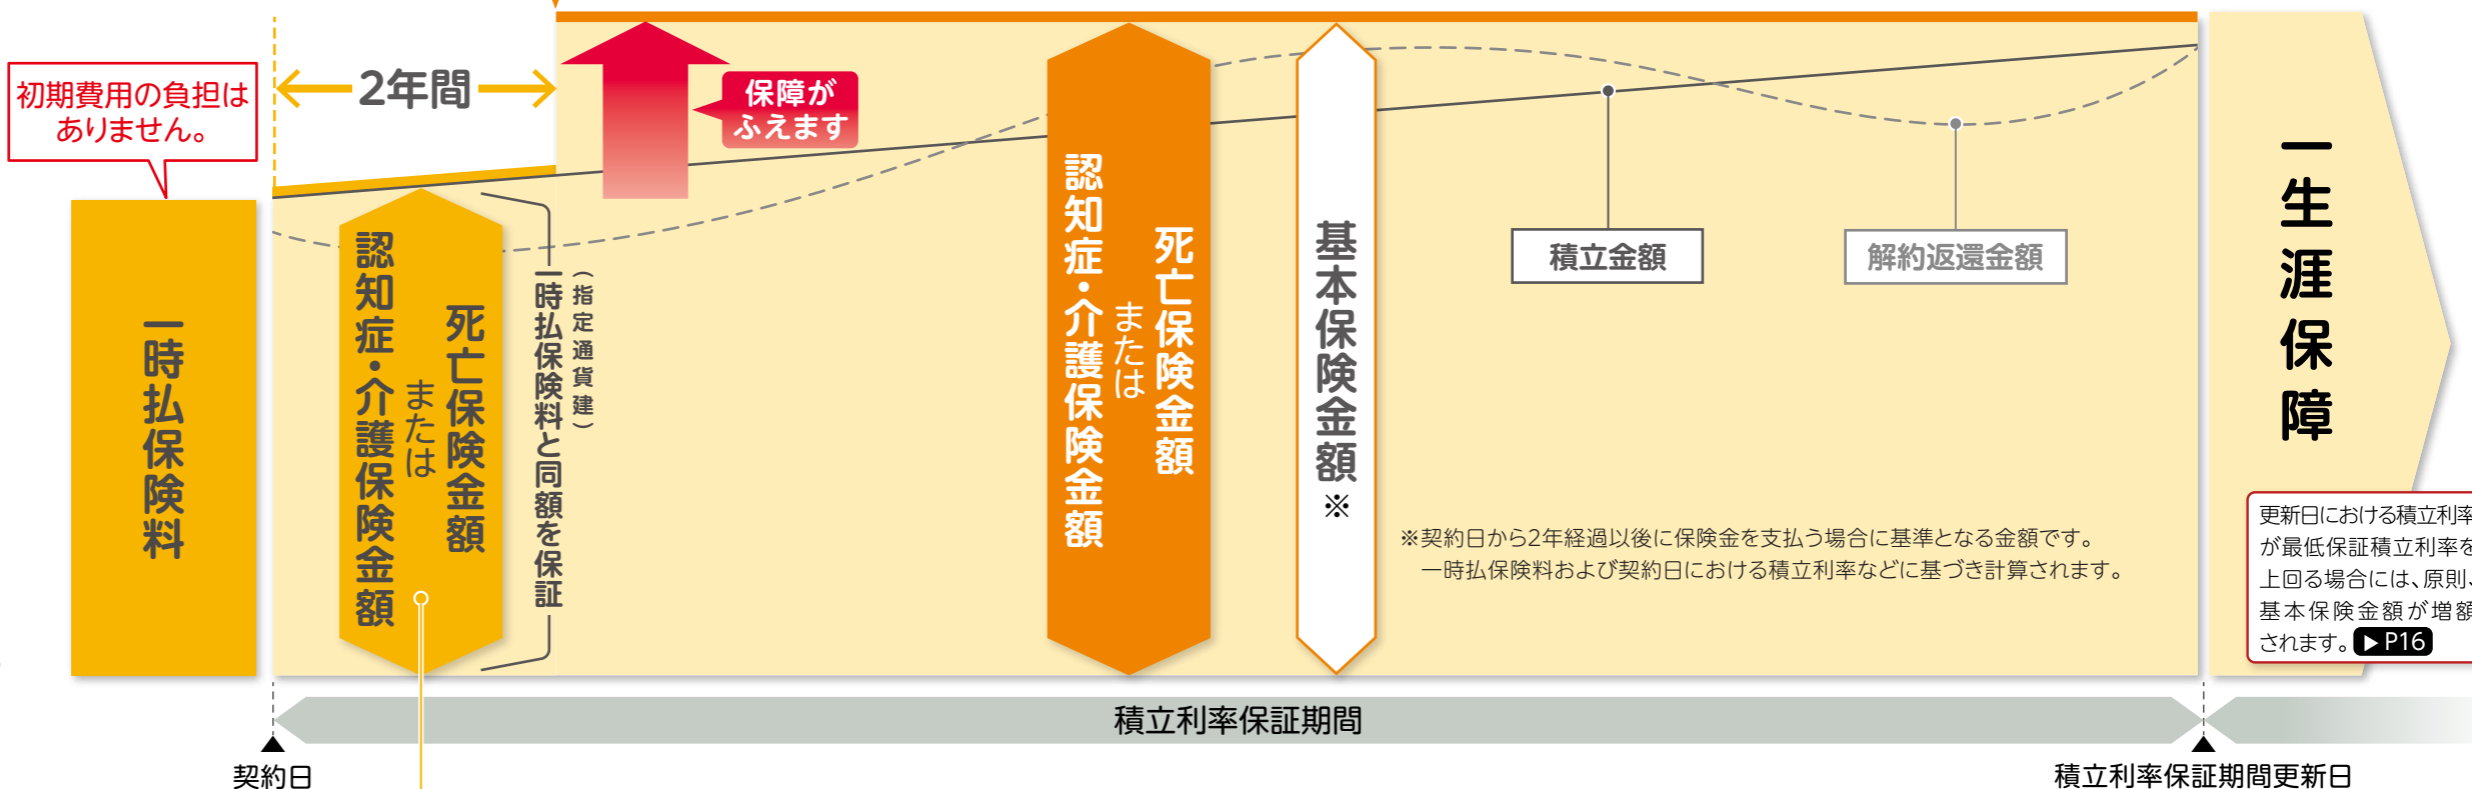 初期費用の負担は
ありません。
2年間
保障が
ふえます
一時払保険料
死亡保険金額
または
認知症・介護保険金額
(指定通貨建)
一時払保険料と同額を保証
死亡保険金額
または
認知症・介護保険金額
基本保険金額※
積立金額
解約返還金額
※契約日から2年経過以後に保険金を支払う場合に基準となる金額です。
一時払保険料および契約日における積立利率などに基づき計算されます。
一生涯保障
更新日における積立利率
が最低保証積立利率を
上回る場合には、原則、
基本保険金額が増額
されます。▶P16
積立利率保証期間
契約日
積立利率保証期間更新日